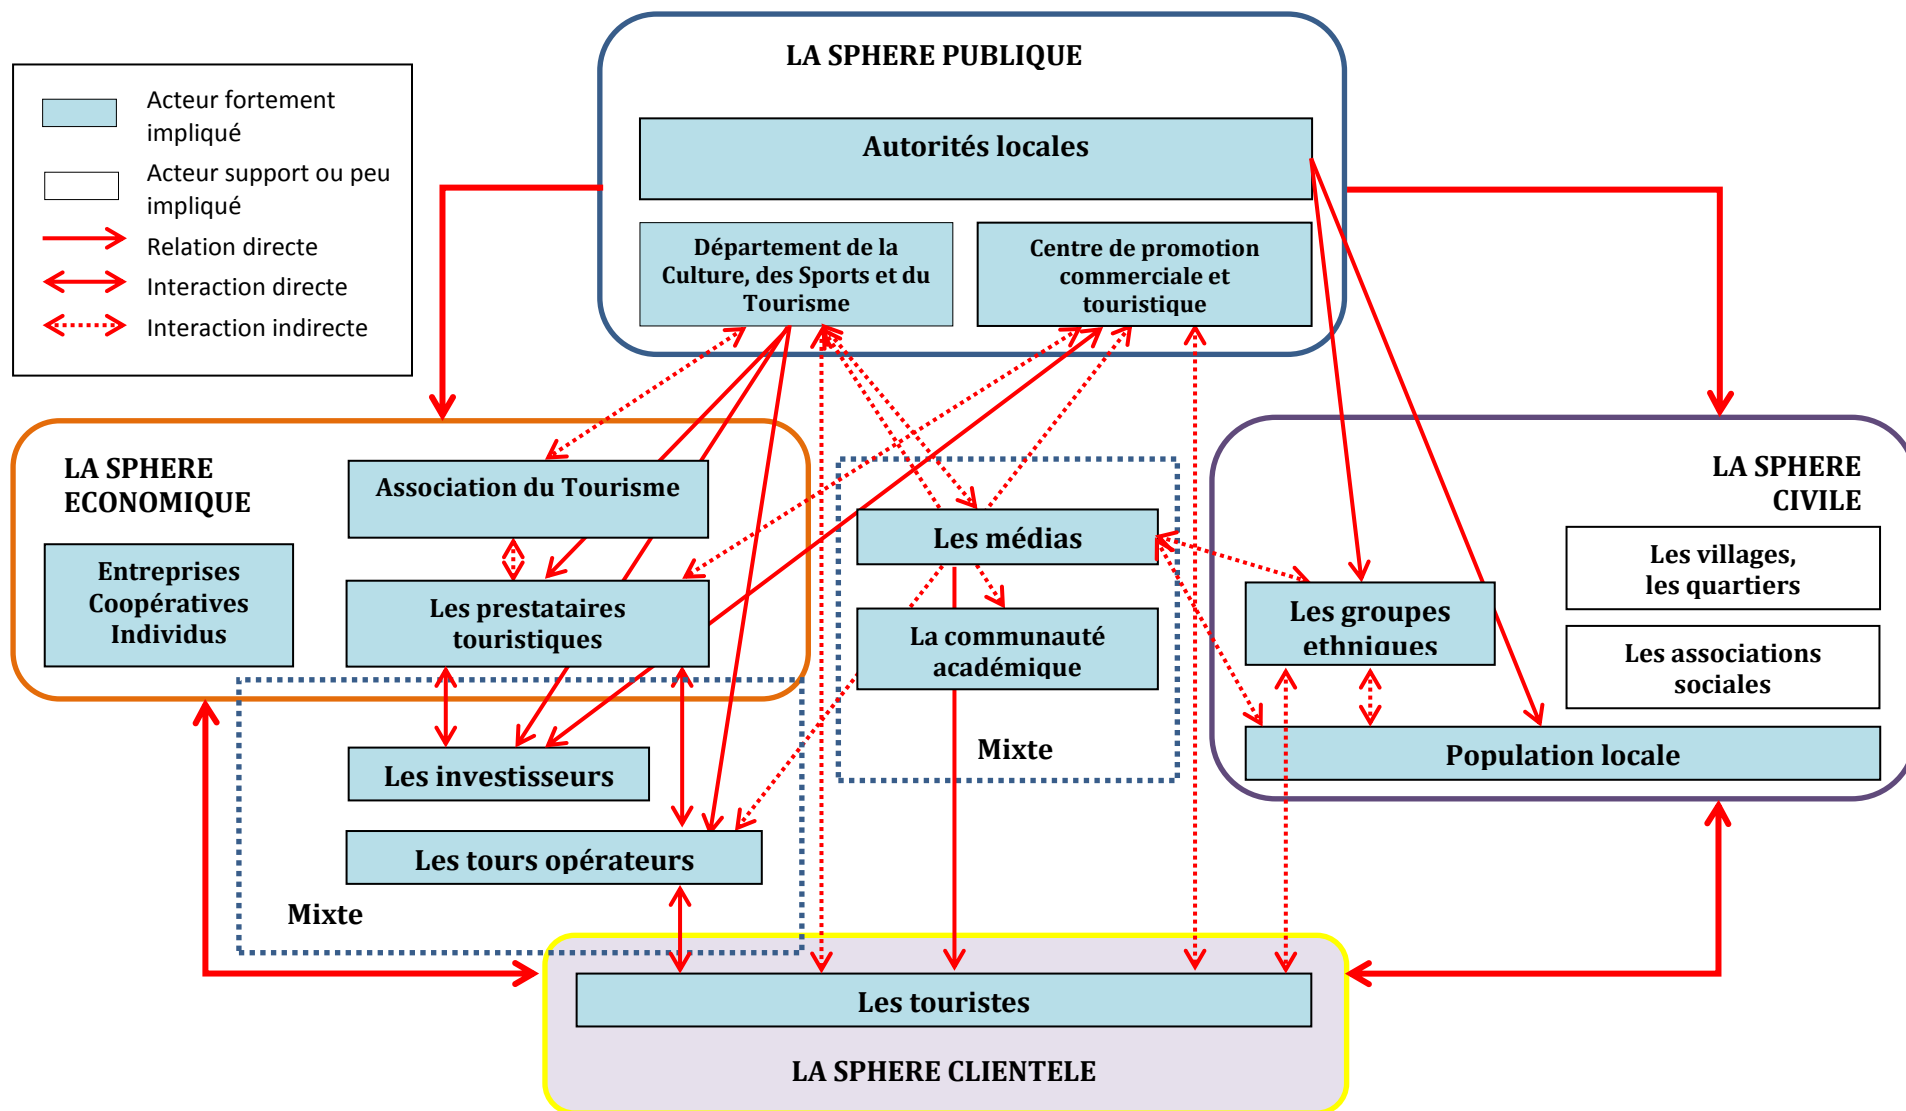 LA SPHERE PUBLIQUE
Acteur fortement
impliqué
Acteur support ou peu
impliqué
Relation directe
Interaction directe
Interaction indirecte
Autorités locales
Département de la
Culture, des Sports et du
Tourisme
Centre de promotion
commerciale et
touristique
LA SPHERE
ECONOMIQUE
Entreprises
Coopératives
Individus
Association du Tourisme
Les prestataires
touristiques
Les investisseurs
Les tours opérateurs
Mixte
Les médias
La communauté
académique
Mixte
LA SPHERE
CIVILE
Les villages,
les quartiers
Les groupes
ethniques
Les associations
sociales
Population locale
Les touristes
LA SPHERE CLIENTELE